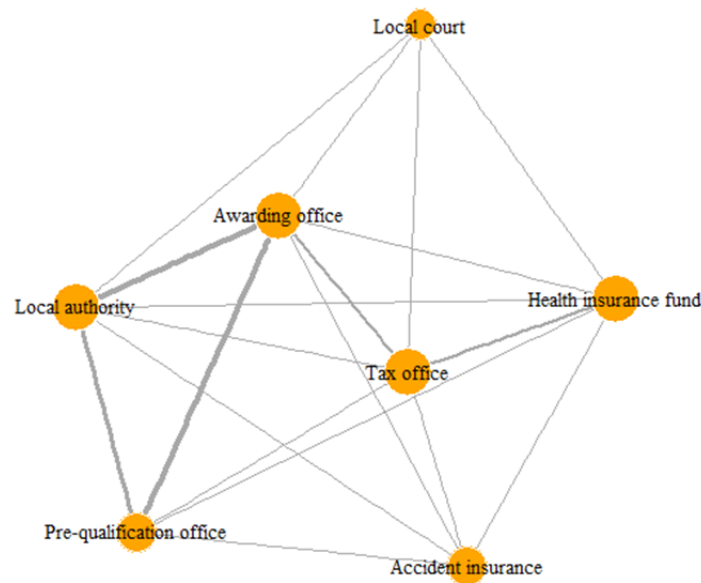 Local court
Awarding office
Local authority
Health insurance fund
Tax office
Pre-qualification office
Accident insurance